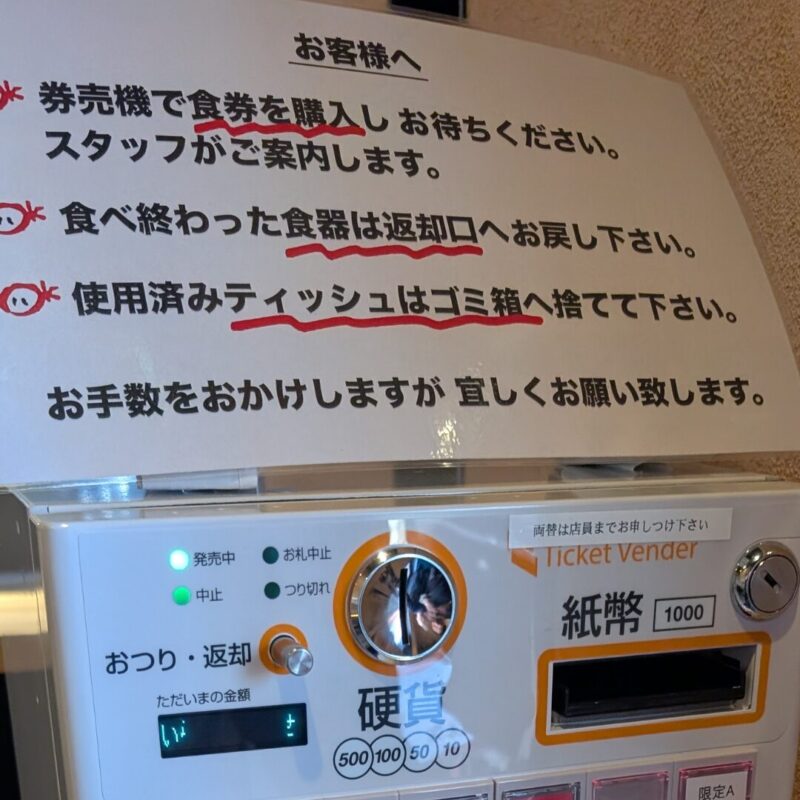 お客様へ
券売機で食券を購入し お待ちください。
スタッフがご案内します。
食べ終わった食器は返却口へお戻し下さい。
使用済みティッシュはゴミ箱へ捨てて下さい。
お手数をおかけしますが 宜しくお願い致します。
両替は店員までお申しつけ下さい
Ticket Vender
発売中
お札中止
中止
つり切れ
おつり・返却
ただいまの金額
硬貨
500 100 50 10
紙幣 1000
限定A